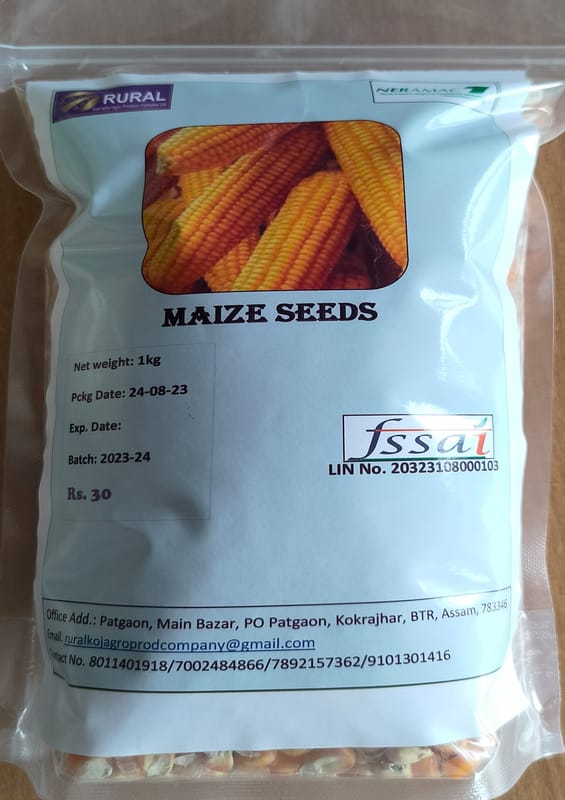 RURAL
NERAMAC
MAIZE SEEDS
Net weight: 1kg
Pckg Date: 24-08-23
Exp. Date:
Batch: 2023-24
Rs. 30
fssai
LIN No. 20323108000103
Office Add.: Patgaon, Main Bazar, PO Patgaon, Kokrajhar, BTR, Assam, 783346
Email. ruralkojagroprodcompany@gmail.com
No. 8011401918/7002484866/7892157362/9101301416